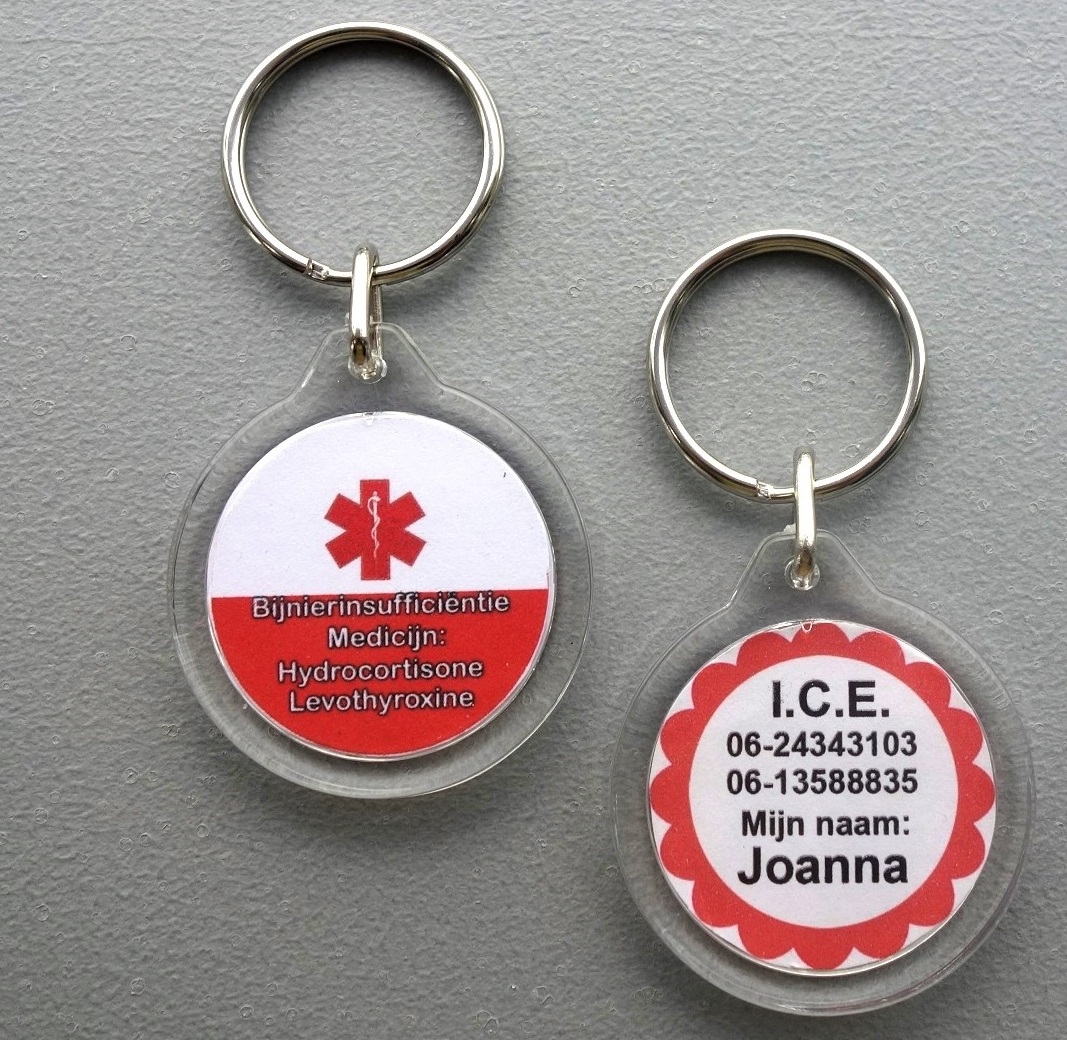 Bijnierinsufficiëntie
Medicijn:
Hydrocortisone
Levothyroxine
I.C.E.
06-24343103
06-13588835
Mijn naam:
Joanna